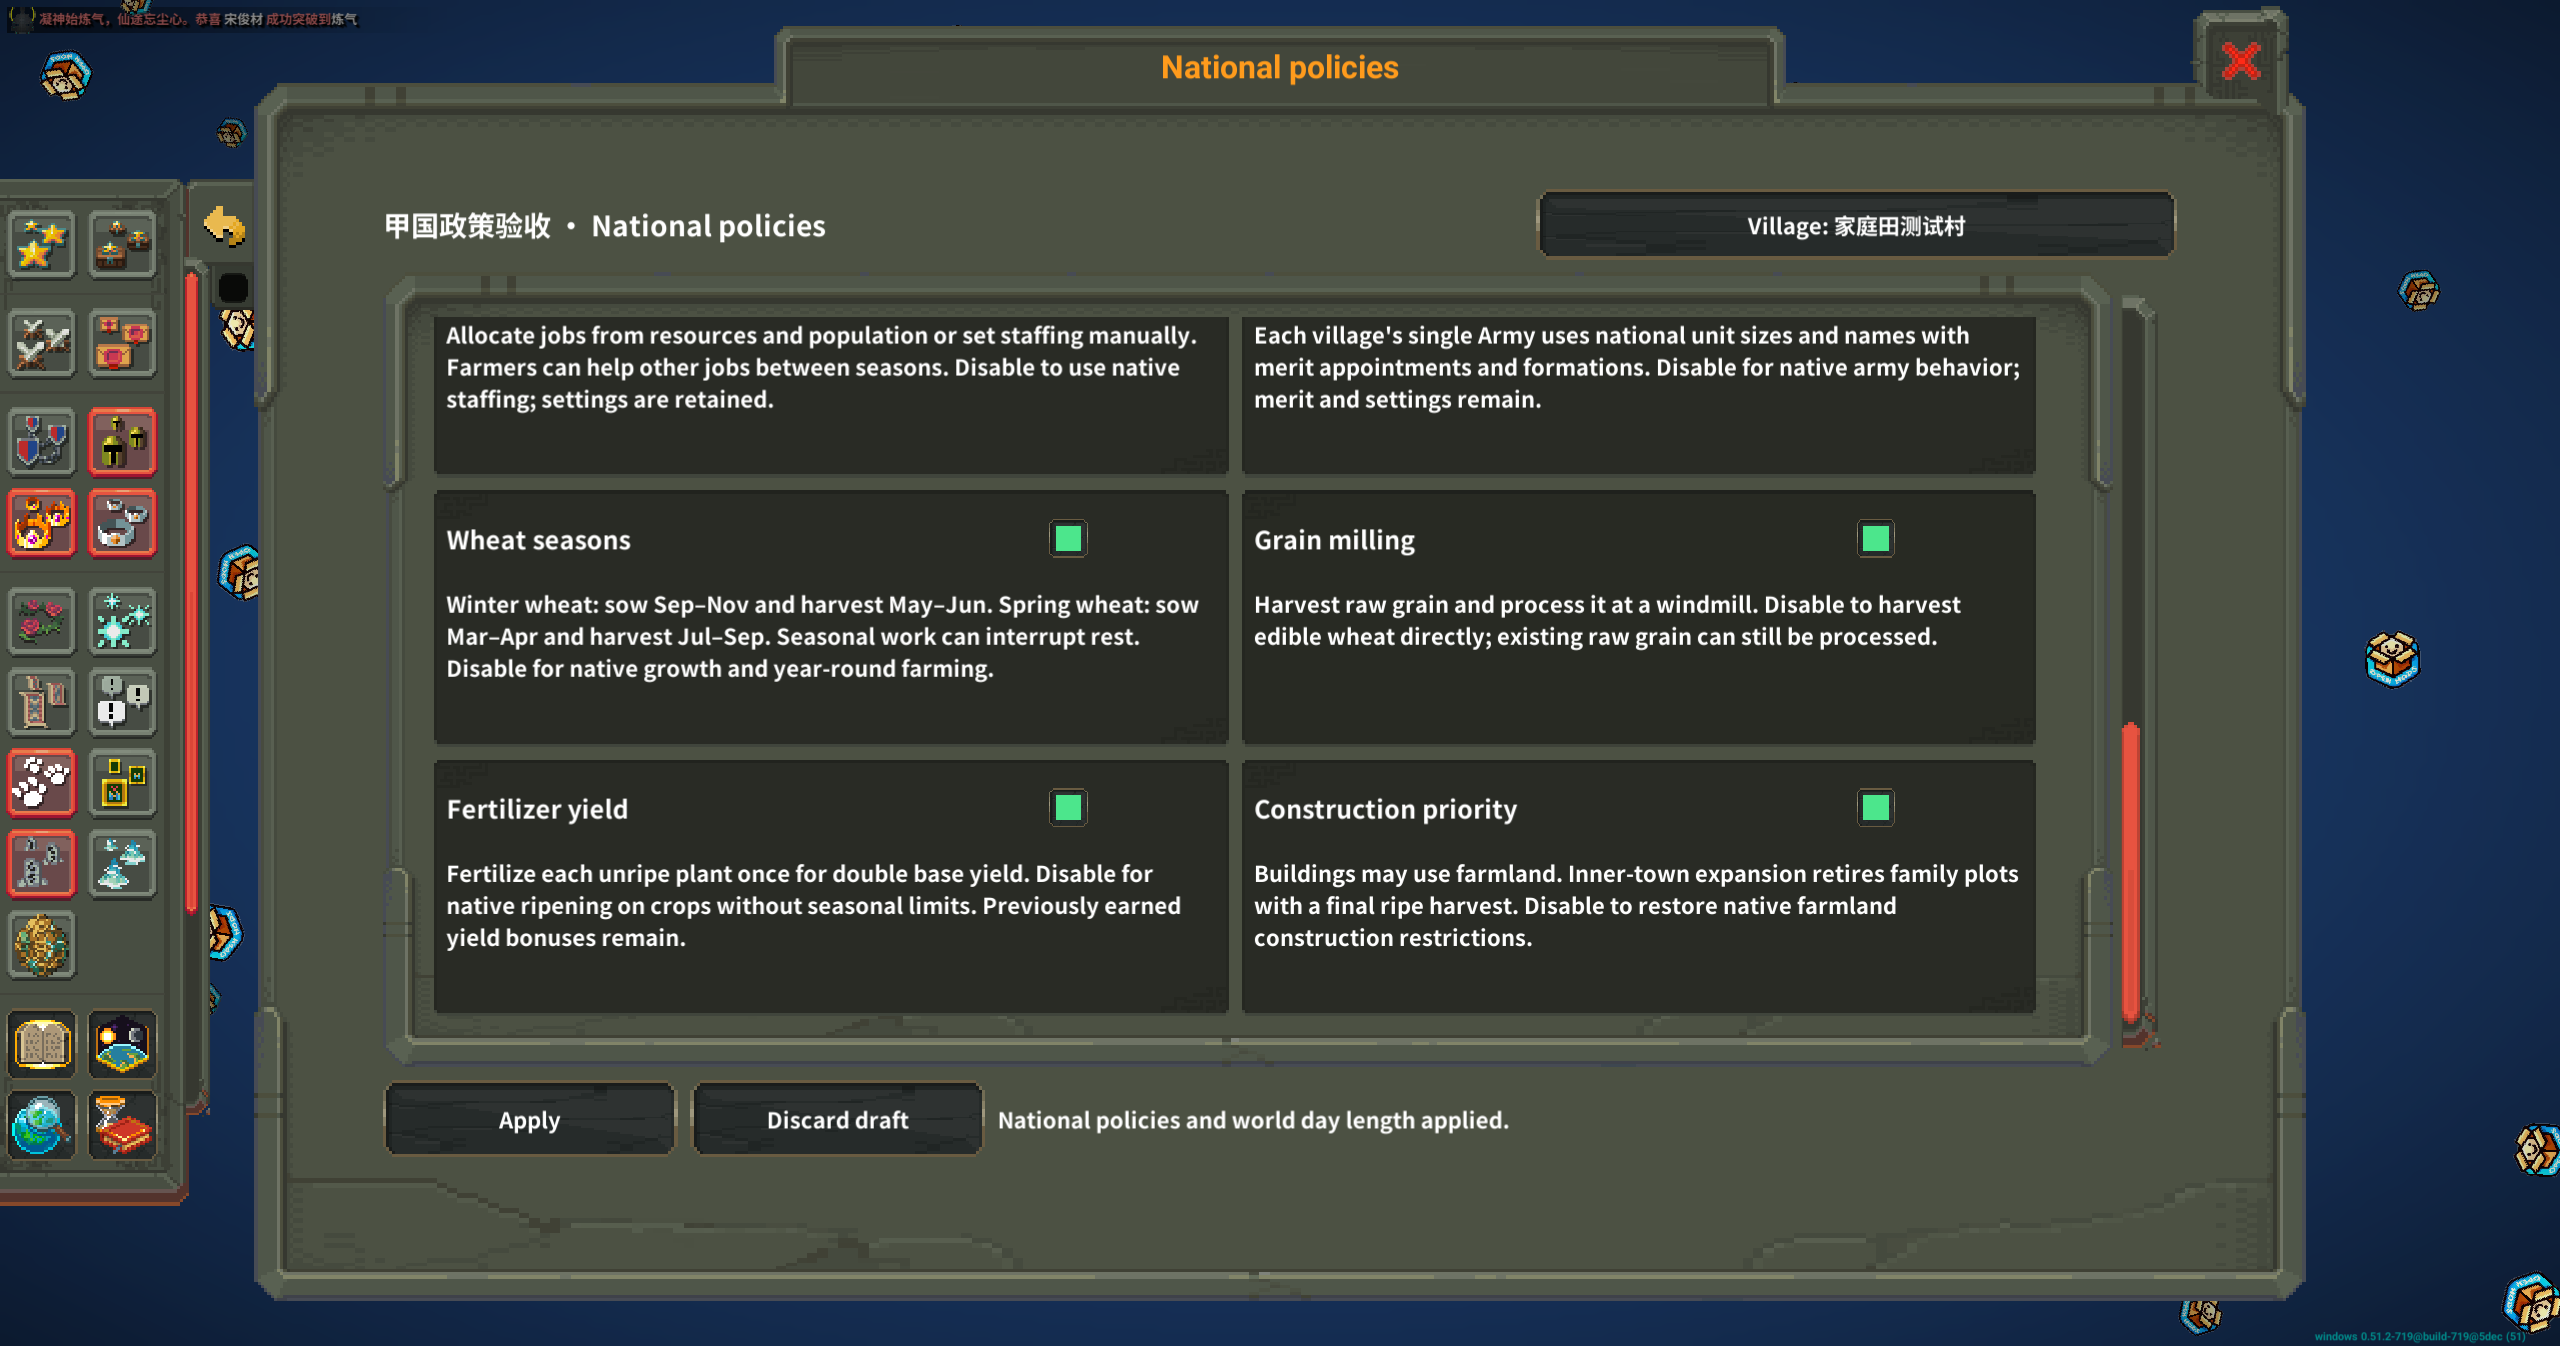 凝神始炼气，仙途忘尘心。恭喜 宋俊材 成功突破到炼气
National policies
甲国政策验收 · National policies
Village: 家庭田测试村
Allocate jobs from resources and population or set staffing manually.
Farmers can help other jobs between seasons. Disable to use native
staffing; settings are retained.
Each village's single Army uses national unit sizes and names with
merit appointments and formations. Disable for native army behavior;
merit and settings remain.
Wheat seasons
Winter wheat: sow Sep–Nov and harvest May–Jun. Spring wheat: sow
Mar–Apr and harvest Jul–Sep. Seasonal work can interrupt rest.
Disable for native growth and year-round farming.
Grain milling
Harvest raw grain and process it at a windmill. Disable to harvest
edible wheat directly; existing raw grain can still be processed.
Fertilizer yield
Fertilize each unripe plant once for double base yield. Disable for
native ripening on crops without seasonal limits. Previously earned
yield bonuses remain.
Construction priority
Buildings may use farmland. Inner-town expansion retires family plots
with a final ripe harvest. Disable to restore native farmland
construction restrictions.
Apply
Discard draft
National policies and world day length applied.
windows 0.51.2-719@build-719@5dec (51)